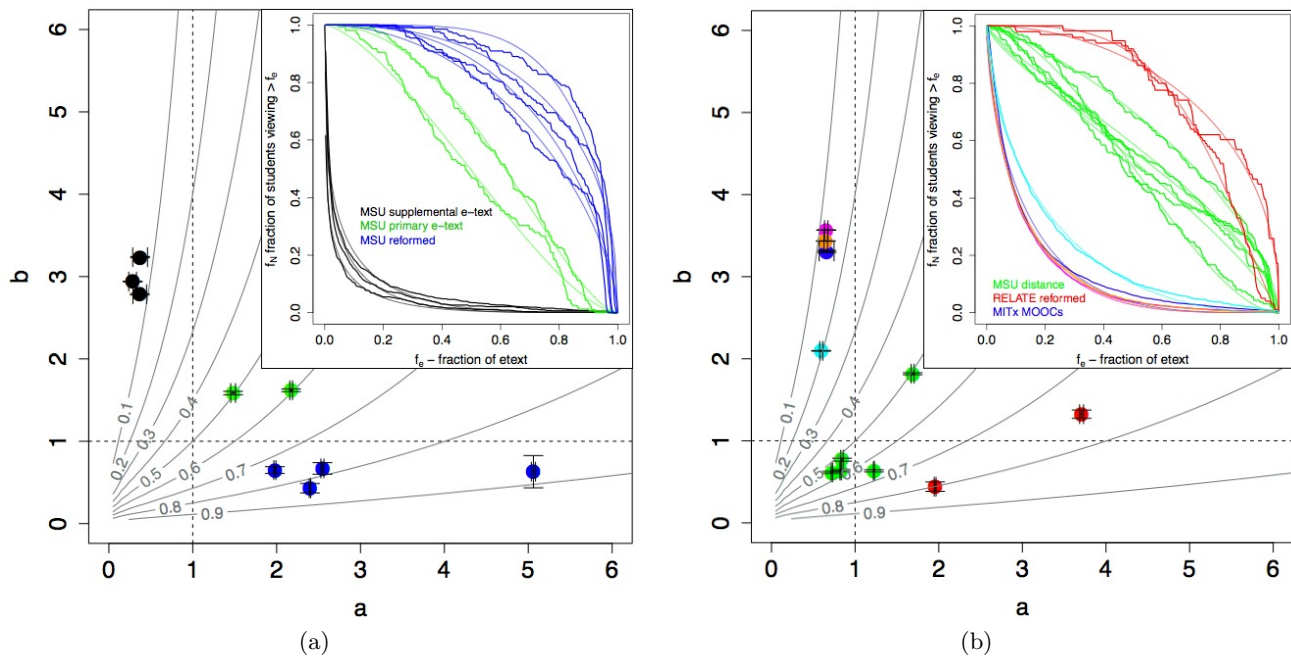 6
5
4
3
2
1
0
b
0.1
0.2
0.3
0.4
0.5
0.6
0.7
0.8
0.9
0 1 2 3 4 5 6
a
f_N fraction of students viewing > f_e
1.0
0.8
0.6
0.4
0.2
0.0
MSU supplemental e-text
MSU primary e-text
MSU reformed
0.0 0.2 0.4 0.6 0.8 1.0
f_e - fraction of etext
(a)
6
5
4
3
2
1
0
b
0.1
0.2
0.3
0.4
0.5
0.6
0.7
0.8
0.9
0 1 2 3 4 5 6
a
f_N fraction of students viewing > f_e
1.0
0.8
0.6
0.4
0.2
0.0
MSU distance
RELATE reformed
MITx MOOCs
0.0 0.2 0.4 0.6 0.8 1.0
f_e - fraction of etext
(b)